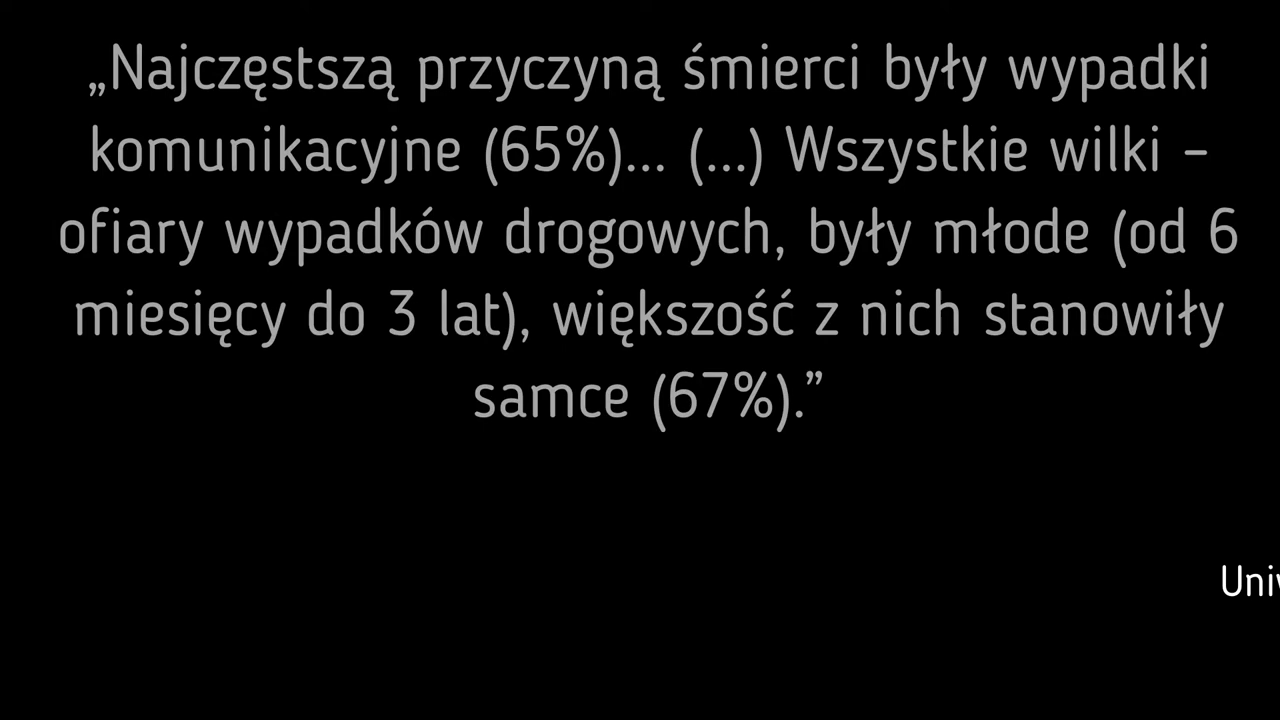 „Najczęstszą przyczyną śmierci były wypadki
komunikacyjne (65%)... (...) Wszystkie wilki –
ofiary wypadków drogowych, były młode (od 6
miesięcy do 3 lat), większość z nich stanowiły
samce (67%).”